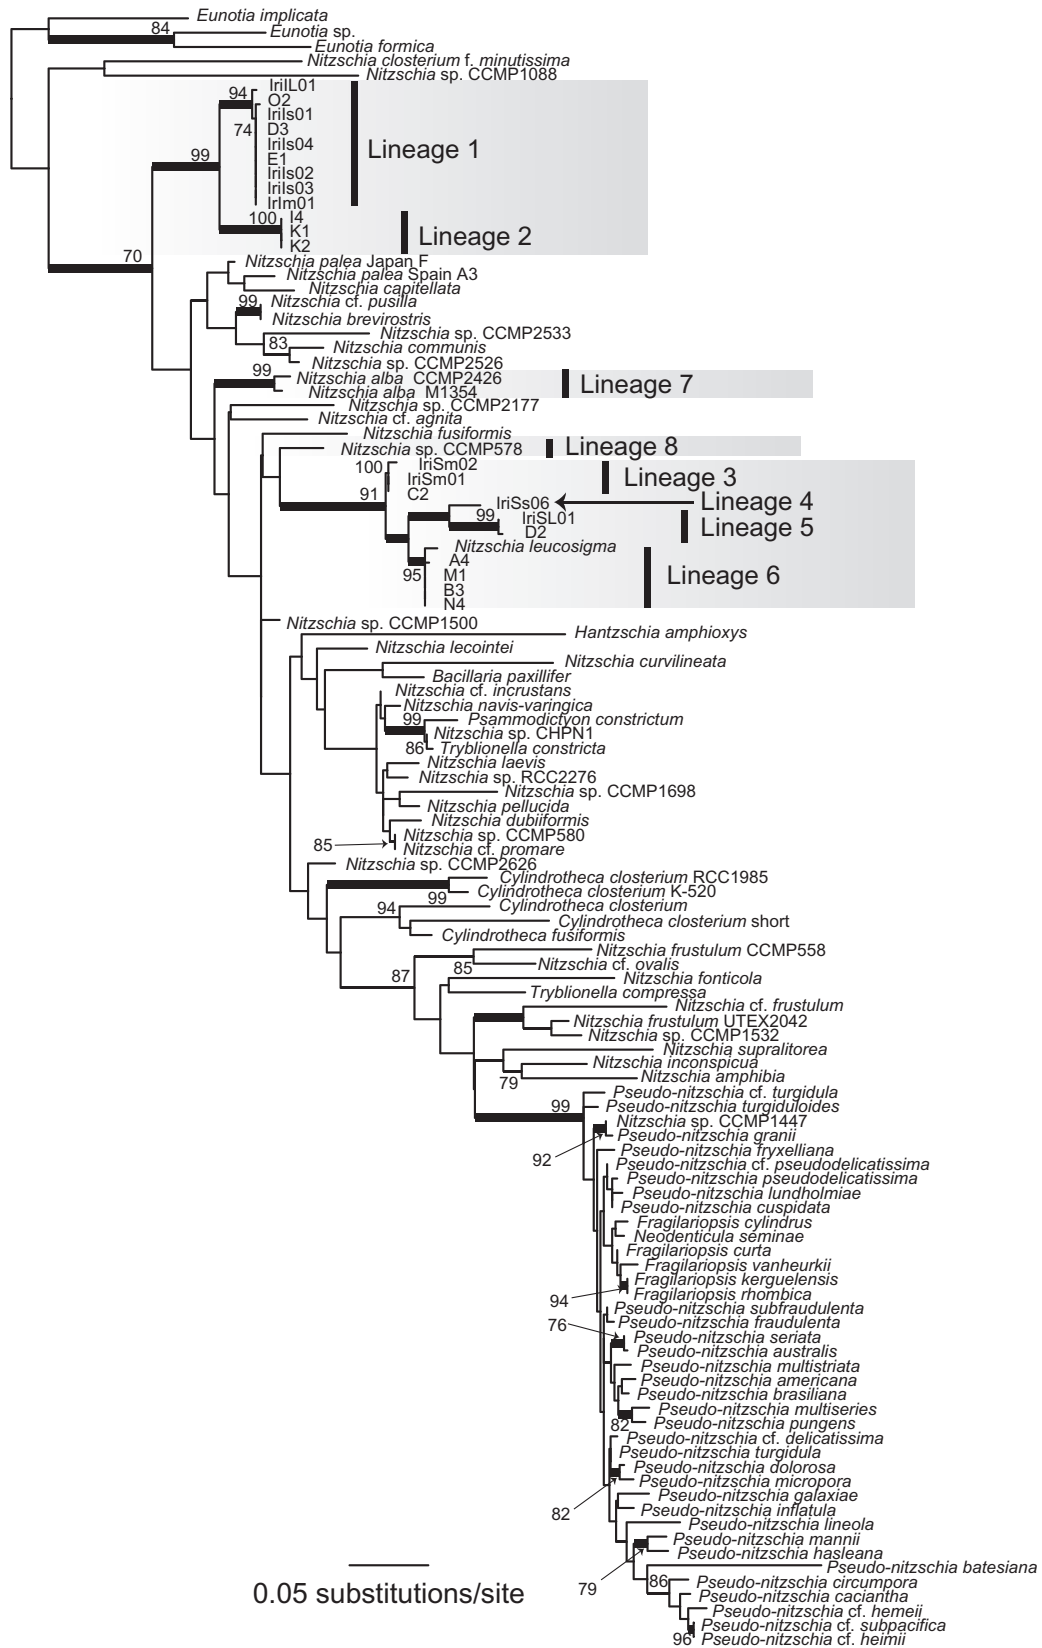 Eunotia implicata
84
Eunotia sp.
Eunotia formica
Nitzschia closterium f. minutissima
Nitzschia sp. CCMP1088
IriIL01
94
O2
IriIs01
74
D3
IriIs04
Lineage 1
99
E1
IriIs02
IriIs03
IrIm01
100
I4
K1
Lineage 2
K2
70
Nitzschia palea Japan F
Nitzschia palea Spain A3
Nitzschia capitellata
99
Nitzschia cf. pusilla
Nitzschia brevirostris
Nitzschia sp. CCMP2533
83
Nitzschia communis
Nitzschia sp. CCMP2526
99
Nitzschia alba CCMP2426
Lineage 7
Nitzschia alba M1354
Nitzschia sp. CCMP2177
Nitzschia cf. agnita
Nitzschia fusiformis
Nitzschia sp. CCMP578
Lineage 8
100
IriSm02
IriSm01
Lineage 3
91
C2
IriSs06
Lineage 4
99
IriSL01
Lineage 5
D2
Nitzschia leucosigma
A4
95
M1
Lineage 6
B3
N4
Nitzschia sp. CCMP1500
Hantzschia amphioxys
Nitzschia lecointei
Nitzschia curvilineata
Bacillaria paxillifer
Nitzschia cf. incrustans
Nitzschia navis-varingica
99
Psammodictyon constrictum
Nitzschia sp. CHPN1
86
Tryblionella constricta
Nitzschia laevis
Nitzschia sp. RCC2276
Nitzschia sp. CCMP1698
Nitzschia pellucida
Nitzschia dubiiformis
85
Nitzschia sp. CCMP580
Nitzschia cf. promare
Nitzschia sp. CCMP2626
Cylindrotheca closterium RCC1985
Cylindrotheca closterium K-520
99
94
Cylindrotheca closterium
Cylindrotheca closterium short
Cylindrotheca fusiformis
Nitzschia frustulum CCMP558
85
Nitzschia cf. ovalis
87
Nitzschia fonticola
Tryblionella compressa
Nitzschia cf. frustulum
Nitzschia frustulum UTEX2042
Nitzschia sp. CCMP1532
Nitzschia supralitorea
Nitzschia inconspicua
79
Nitzschia amphibia
Pseudo-nitzschia cf. turgidula
99
Pseudo-nitzschia turgiduloides
Nitzschia sp. CCMP1447
Pseudo-nitzschia granii
92
Pseudo-nitzschia fryxelliana
Pseudo-nitzschia cf. pseudodelicatissima
Pseudo-nitzschia pseudodelicatissima
Pseudo-nitzschia lundholmiae
Pseudo-nitzschia cuspidata
Fragilariopsis cylindrus
Neodenticula seminae
Fragilariopsis curta
Fragilariopsis vanheurkii
Fragilariopsis kerguelensis
94
Fragilariopsis rhombica
Pseudo-nitzschia subfraudulenta
76
Pseudo-nitzschia fraudulenta
Pseudo-nitzschia seriata
Pseudo-nitzschia australis
Pseudo-nitzschia multistriata
Pseudo-nitzschia americana
Pseudo-nitzschia brasiliana
Pseudo-nitzschia multiseries
82
Pseudo-nitzschia pungens
Pseudo-nitzschia cf. delicatissima
Pseudo-nitzschia turgidula
Pseudo-nitzschia dolorosa
Pseudo-nitzschia micropora
82
Pseudo-nitzschia galaxiae
Pseudo-nitzschia inflatula
Pseudo-nitzschia lineola
Pseudo-nitzschia mannii
Pseudo-nitzschia hasleana
79
Pseudo-nitzschia batesiana
86
Pseudo-nitzschia circumpora
Pseudo-nitzschia caciantha
Pseudo-nitzschia cf. hemeii
Pseudo-nitzschia cf. subpacifica
96
Pseudo-nitzschia cf. heimii
0.05 substitutions/site